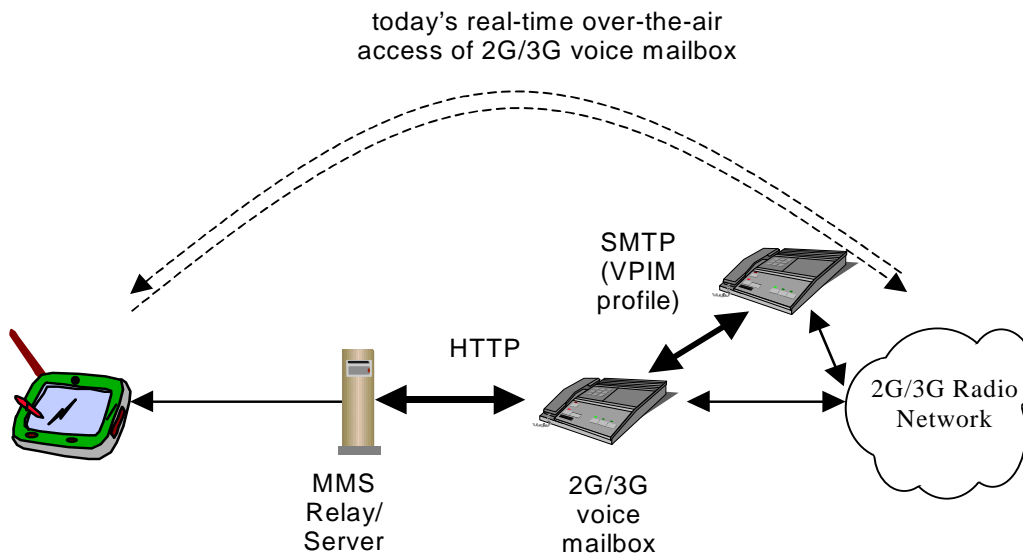 today's real-time over-the-air
access of 2G/3G voice mailbox
SMTP
(VPIM
profile)
HTTP
2G/3G Radio
Network
MMS
Relay/
Server
2G/3G
voice
mailbox